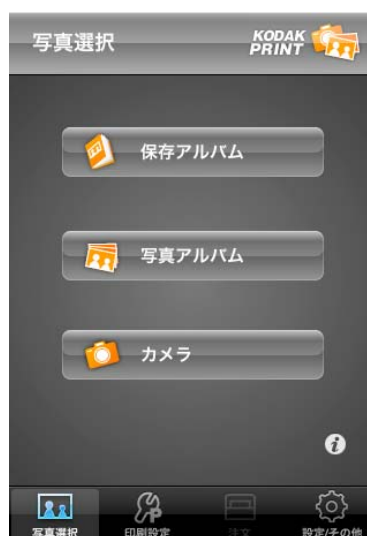 写真選択
KODAK
PRINT
保存アルバム
写真アルバム
カメラ
写真選択
印刷設定
注文
設定/その他